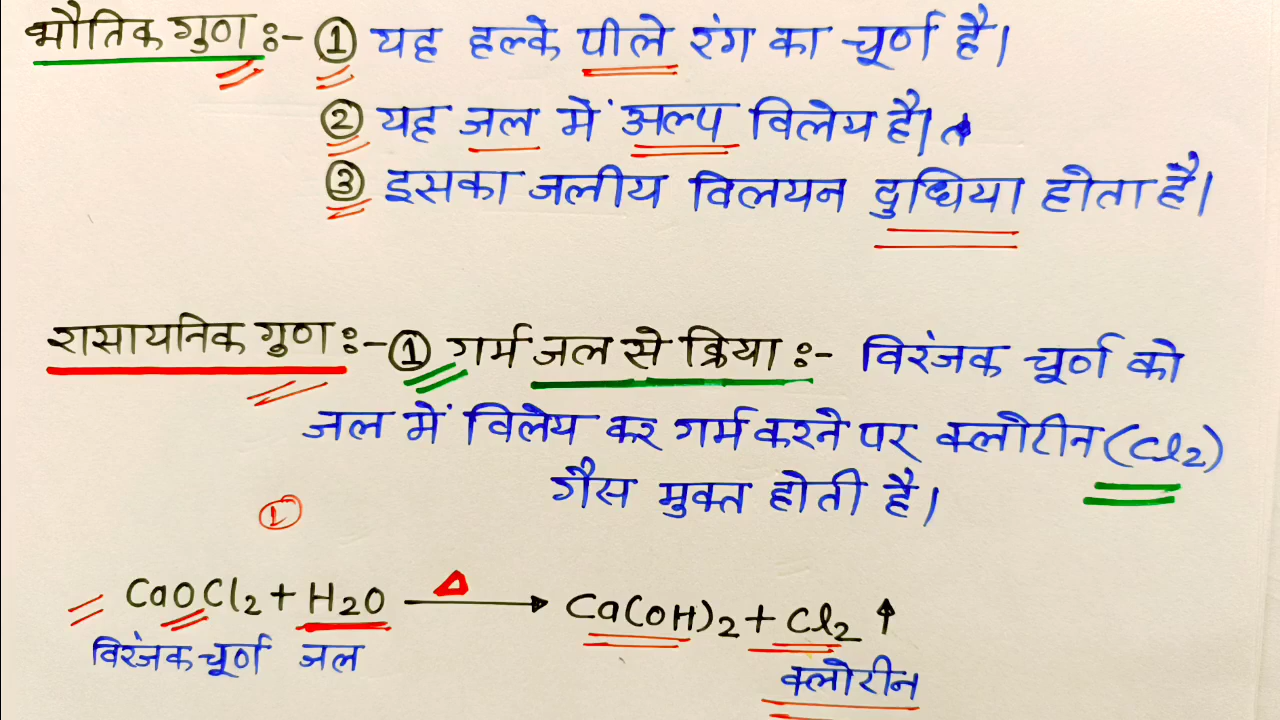 भौतिक गुण :- ① यह हल्के पीले रंग का चूर्ण है।
② यह जल में अल्प विलेय है।
③ इसका जलीय विलयन दुधिया होता है।
रासायनिक गुण :- ① गर्म जल से क्रिया :- विरंजक चूर्ण को
जल में विलेय कर गर्म करने पर क्लोरीन (Cl2)
गैस मुक्त होती है।
①
CaOCl2 + H2O —Δ→ Ca(OH)2 + Cl2 ↑
विरंजक चूर्ण जल
क्लोरीन